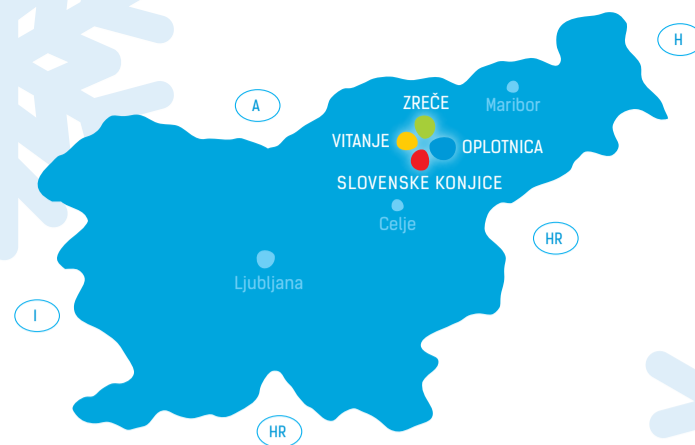 H
A
ZREČE
Maribor
VITANJE
OPLOTNICA
SLOVENSKE KONJICE
Celje
HR
Ljubljana
I
HR